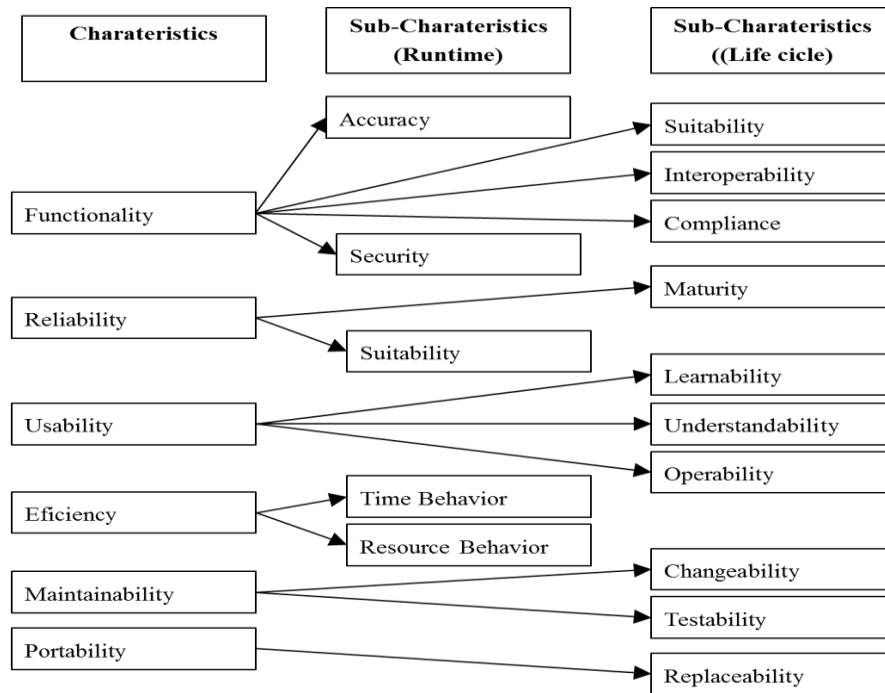 Charateristics
Sub-Charateristics
(Runtime)
Sub-Charateristics
((Life cicle)
Accuracy
Suitability
Interoperability
Functionality
Compliance
Security
Maturity
Reliability
Suitability
Learnability
Usability
Understandability
Operability
Time Behavior
Eficiency
Resource Behavior
Changeability
Maintainability
Testability
Portability
Replaceability